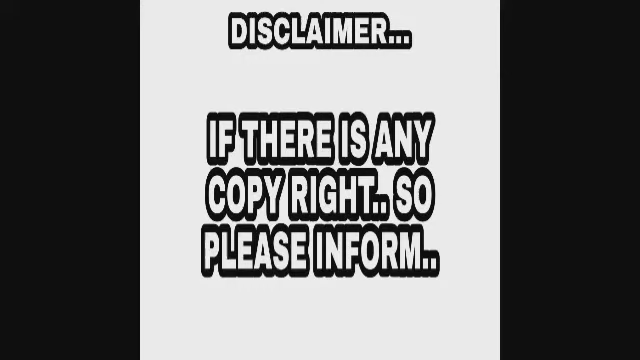 DISCLAIMER...
IF THERE IS ANY
COPY RIGHT.. SO
PLEASE INFORM..